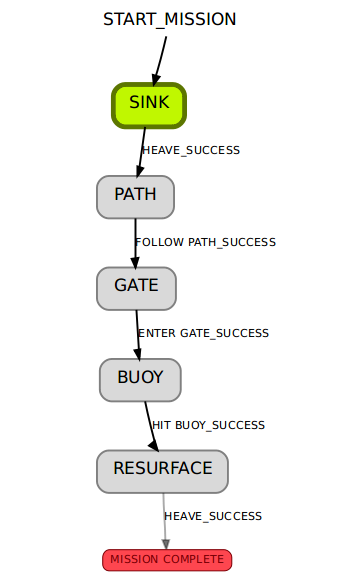 START_MISSION
SINK
HEAVE_SUCCESS
PATH
FOLLOW PATH_SUCCESS
GATE
ENTER GATE_SUCCESS
BUOY
HIT BUOY_SUCCESS
RESURFACE
HEAVE_SUCCESS
MISSION COMPLETE